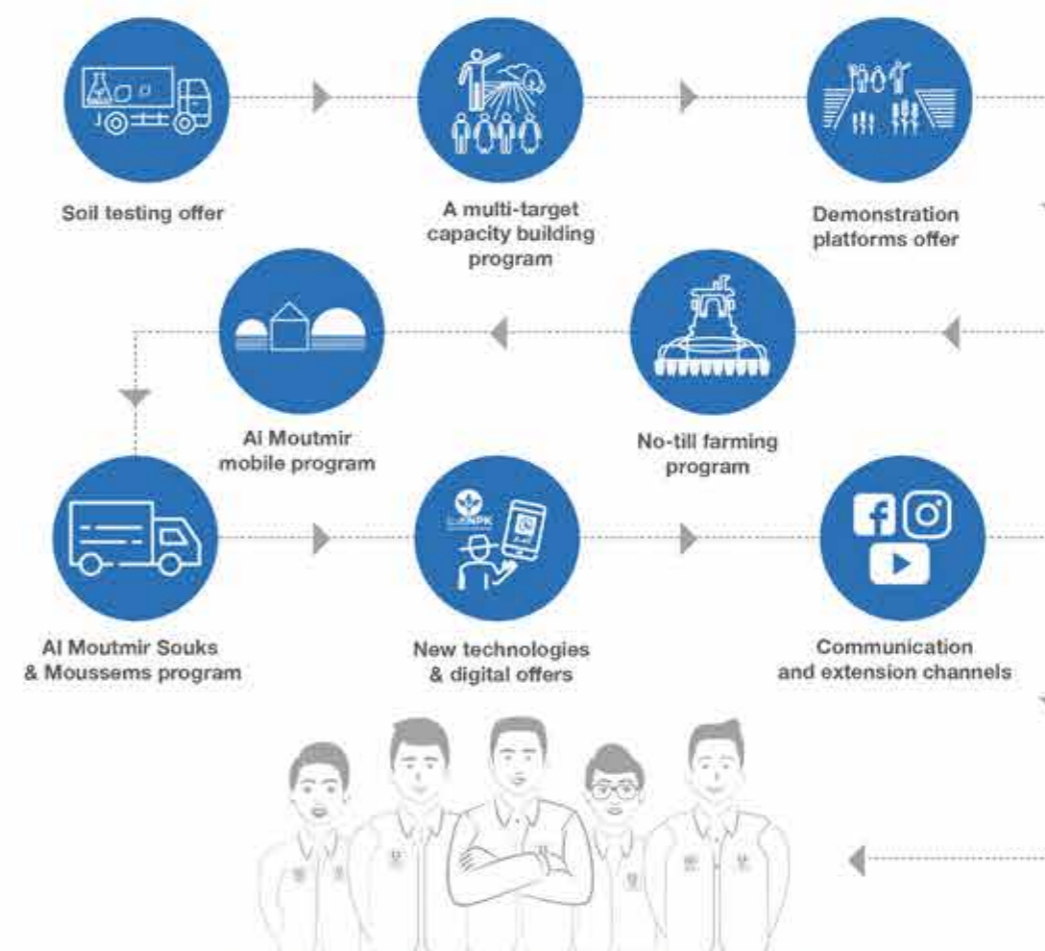 Soil testing offer
A multi-target
capacity building
program
Demonstration
platforms offer
Al Moutmir
mobile program
No-till farming
program
NPK
Al Moutmir Souks
& Moussems program
New technologies
& digital offers
Communication
and extension channels